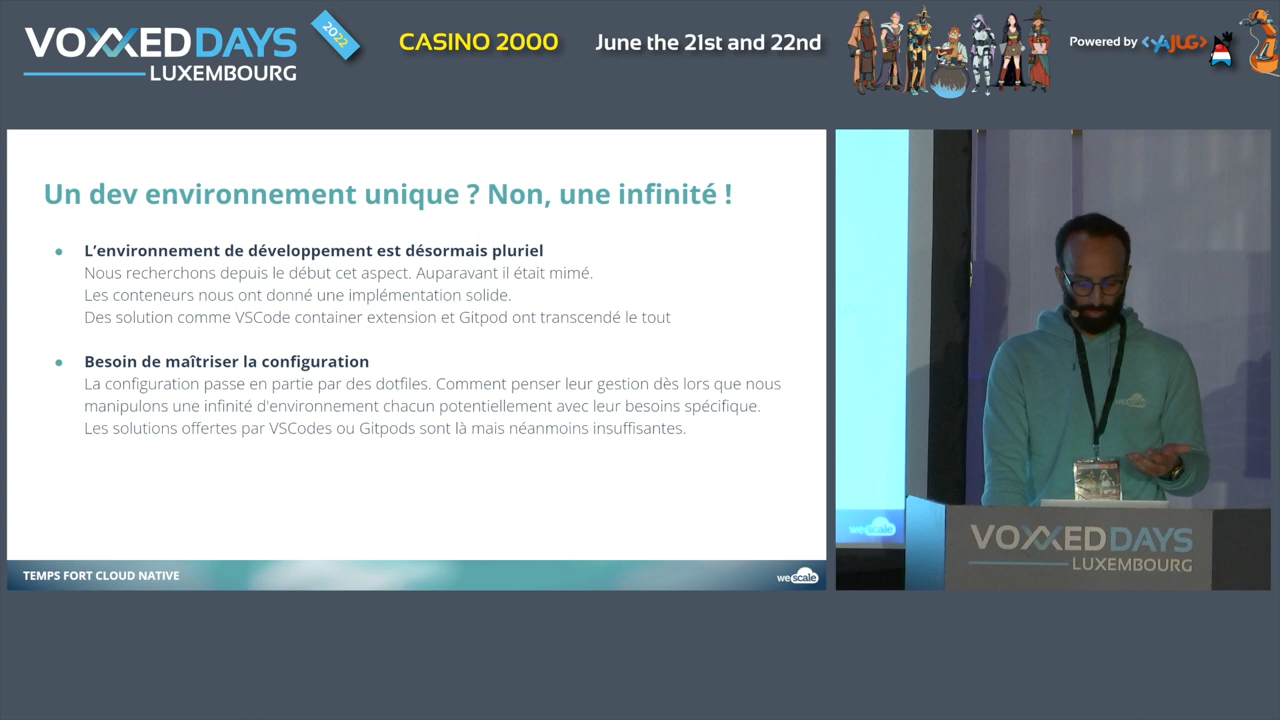 VOXXED DAYS
LUXEMBOURG
2022
CASINO 2000
June the 21st and 22nd
Powered by <YAJUG>
Un dev environnement unique ? Non, une infinité !
L’environnement de développement est désormais pluriel
Nous recherchons depuis le début cet aspect. Auparavant il était mimé.
Les conteneurs nous ont donné une implémentation solide.
Des solution comme VSCode container extension et Gitpod ont transcendé le tout
Besoin de maîtriser la configuration
La configuration passe en partie par des dotfiles. Comment penser leur gestion dès lors que nous
manipulons une infinité d'environnement chacun potentiellement avec leur besoins spécifique.
Les solutions offertes par VSCodes ou Gitpods sont là mais néanmoins insuffisantes.
TEMPS FORT CLOUD NATIVE
wescale
wescale
wescale
VOXXED DAYS
LUXEMBOURG